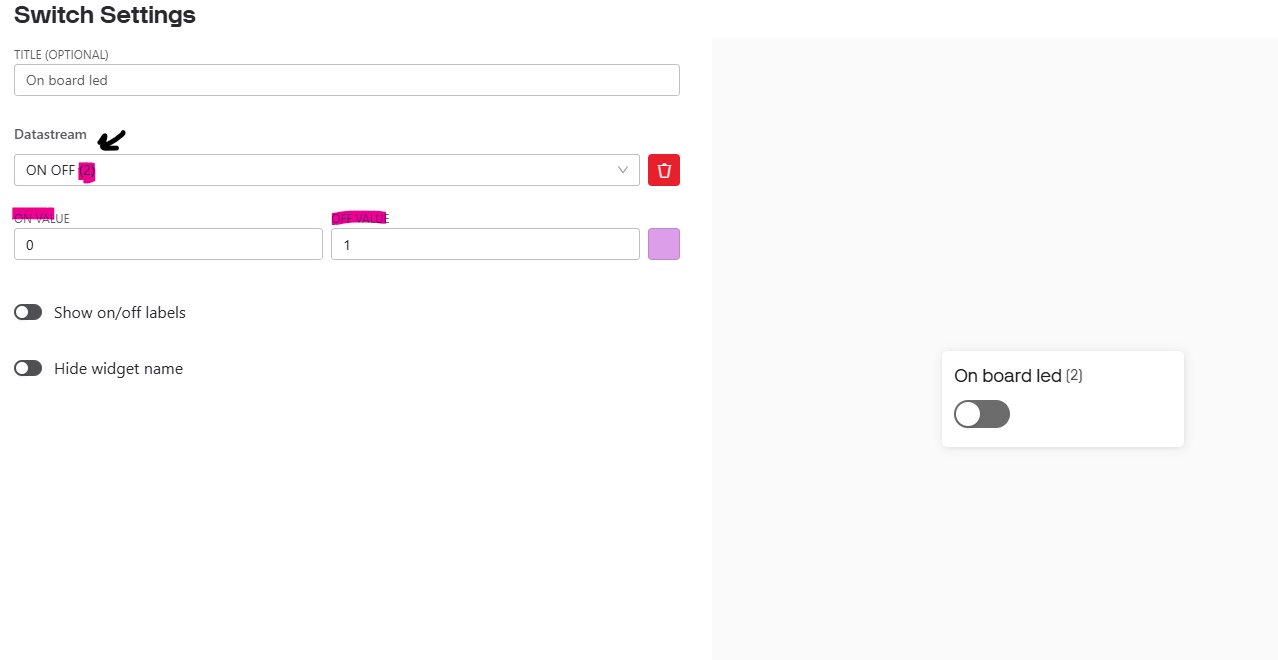 Switch Settings
TITLE (OPTIONAL)
On board led
Datastream
ON OFF (2)
ON VALUE
OFF VALUE
0
1
Show on/off labels
Hide widget name
On board led (2)